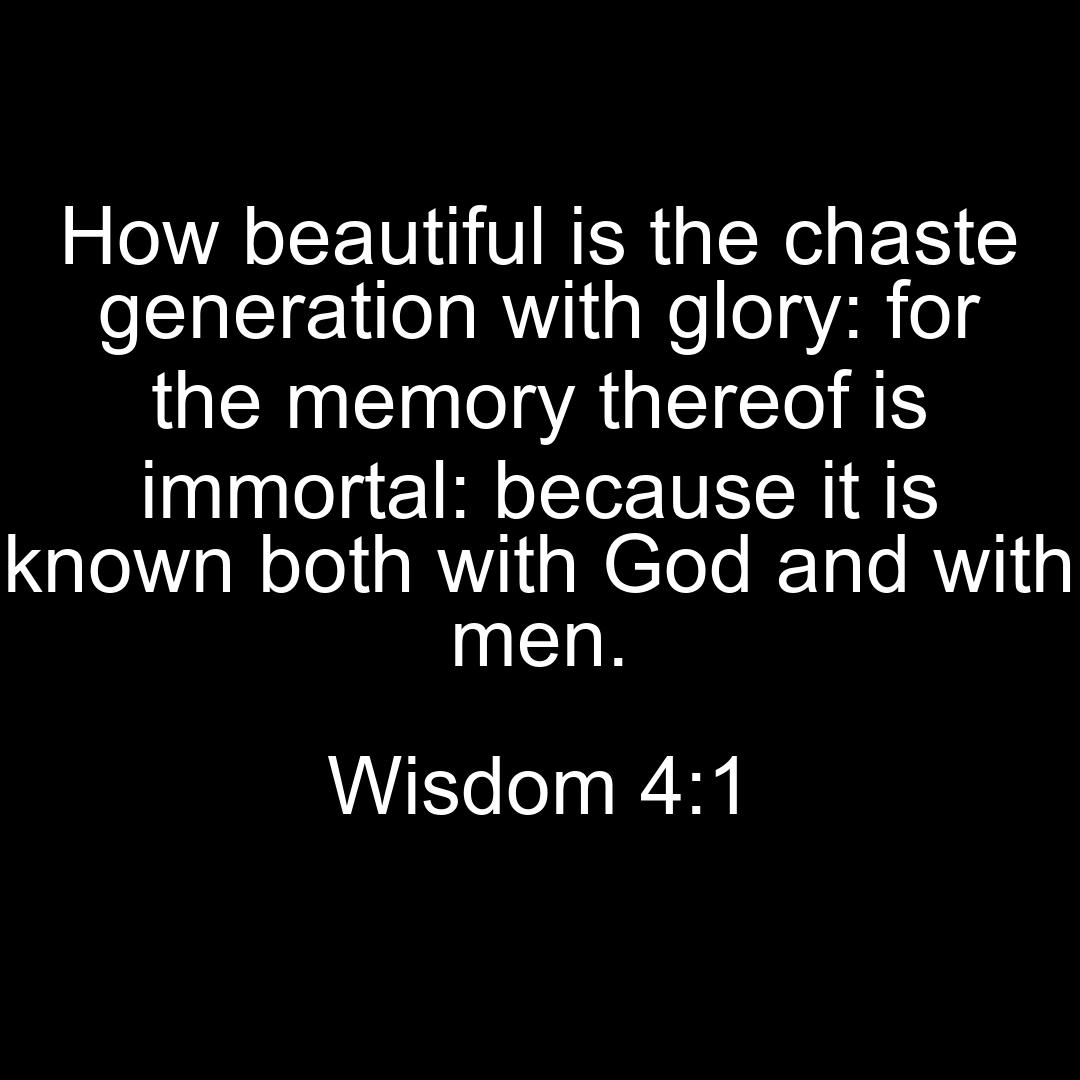 How beautiful is the chaste
generation with glory: for
the memory thereof is
immortal: because it is
known both with God and with
men.
Wisdom 4:1